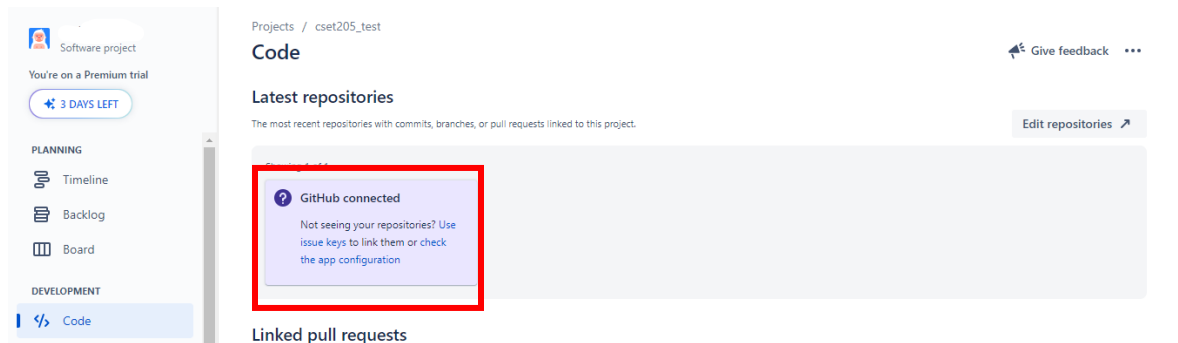 Projects / cset205_test
Software project
Code
Give feedback
You're on a Premium trial
3 DAYS LEFT
Latest repositories
The most recent repositories with commits, branches, or pull requests linked to this project.
Edit repositories
PLANNING
Timeline
Backlog
Board
DEVELOPMENT
Code
GitHub connected
Not seeing your repositories? Use
issue keys to link them or check
the app configuration
Linked pull requests